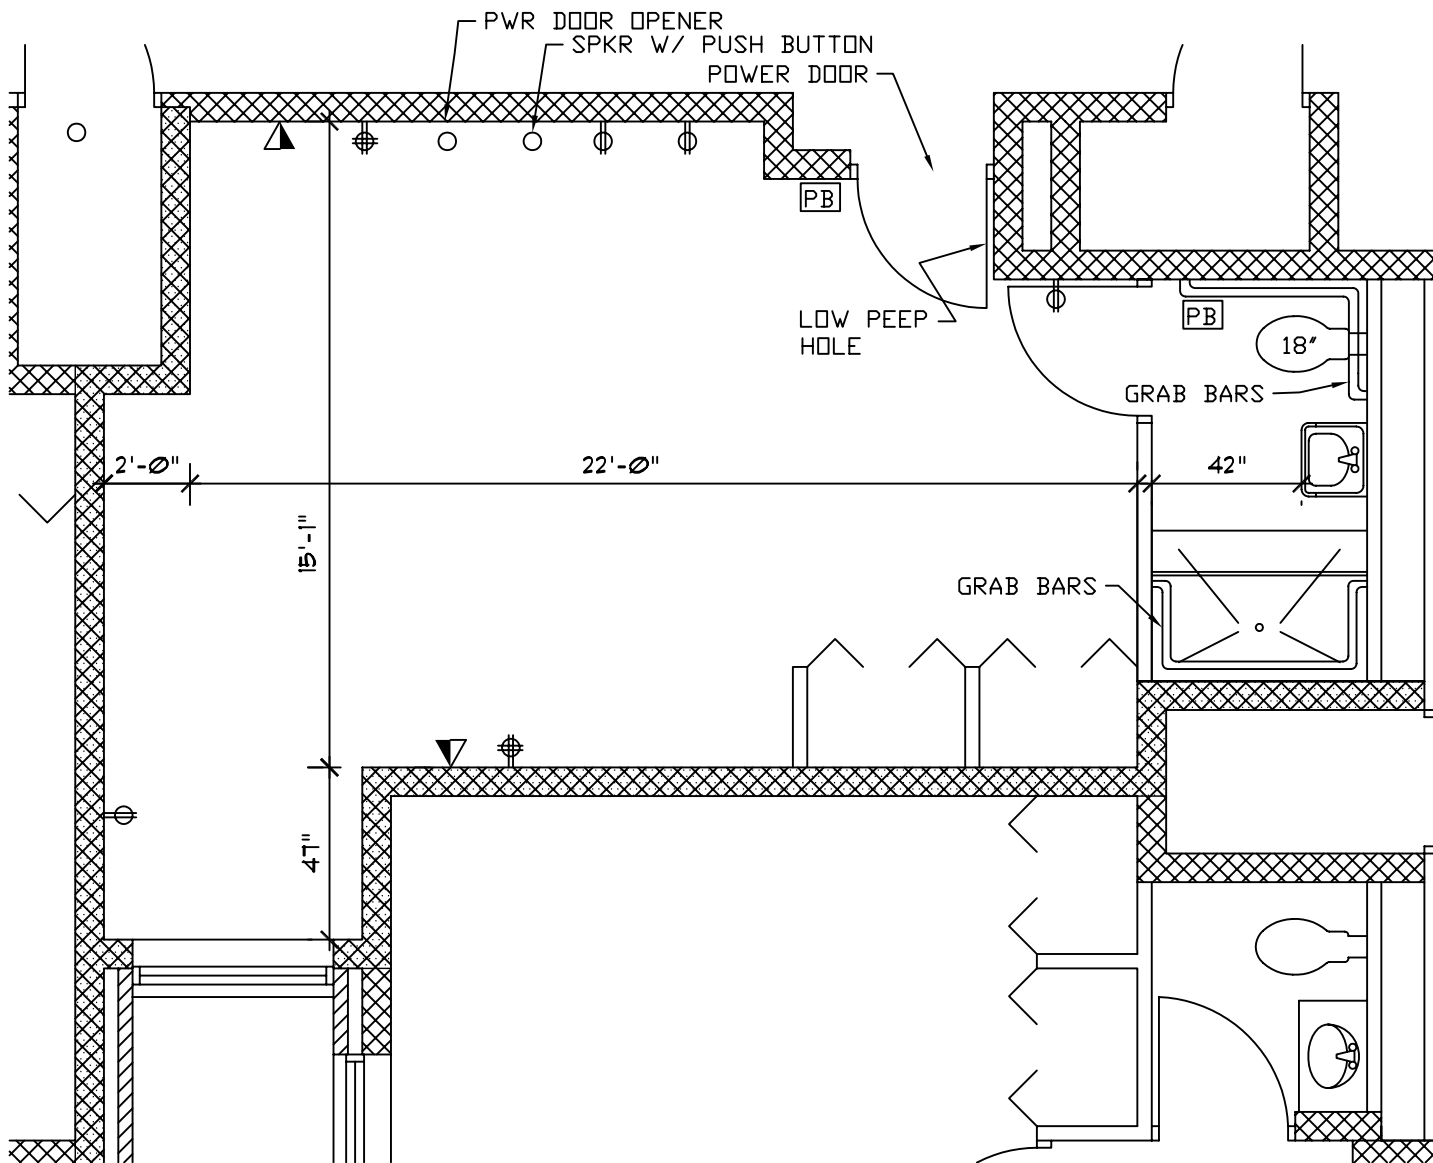 PWR DOOR OPENER
SPKR W/ PUSH BUTTON
POWER DOOR
PB
LOW PEEP
HOLE
PB
18"
GRAB BARS
2'-0"
22'-0"
42"
15'-1"
GRAB BARS
47"